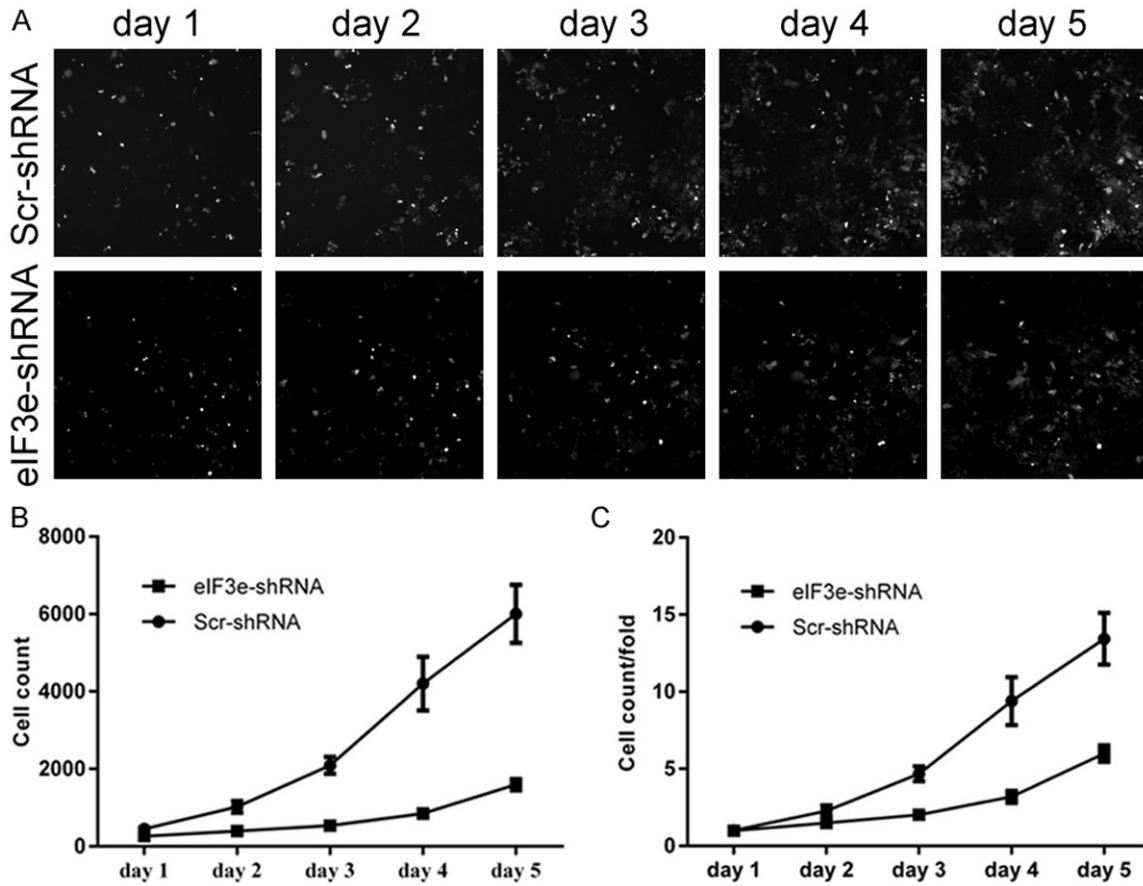 A
day 1
day 2
day 3
day 4
day 5
Scr-shRNA
eIF3e-shRNA
B
Cell count
8000
6000
4000
2000
0
eIF3e-shRNA
Scr-shRNA
day 1
day 2
day 3
day 4
day 5
C
Cell count/fold
20
15
10
5
0
eIF3e-shRNA
Scr-shRNA
day 1
day 2
day 3
day 4
day 5